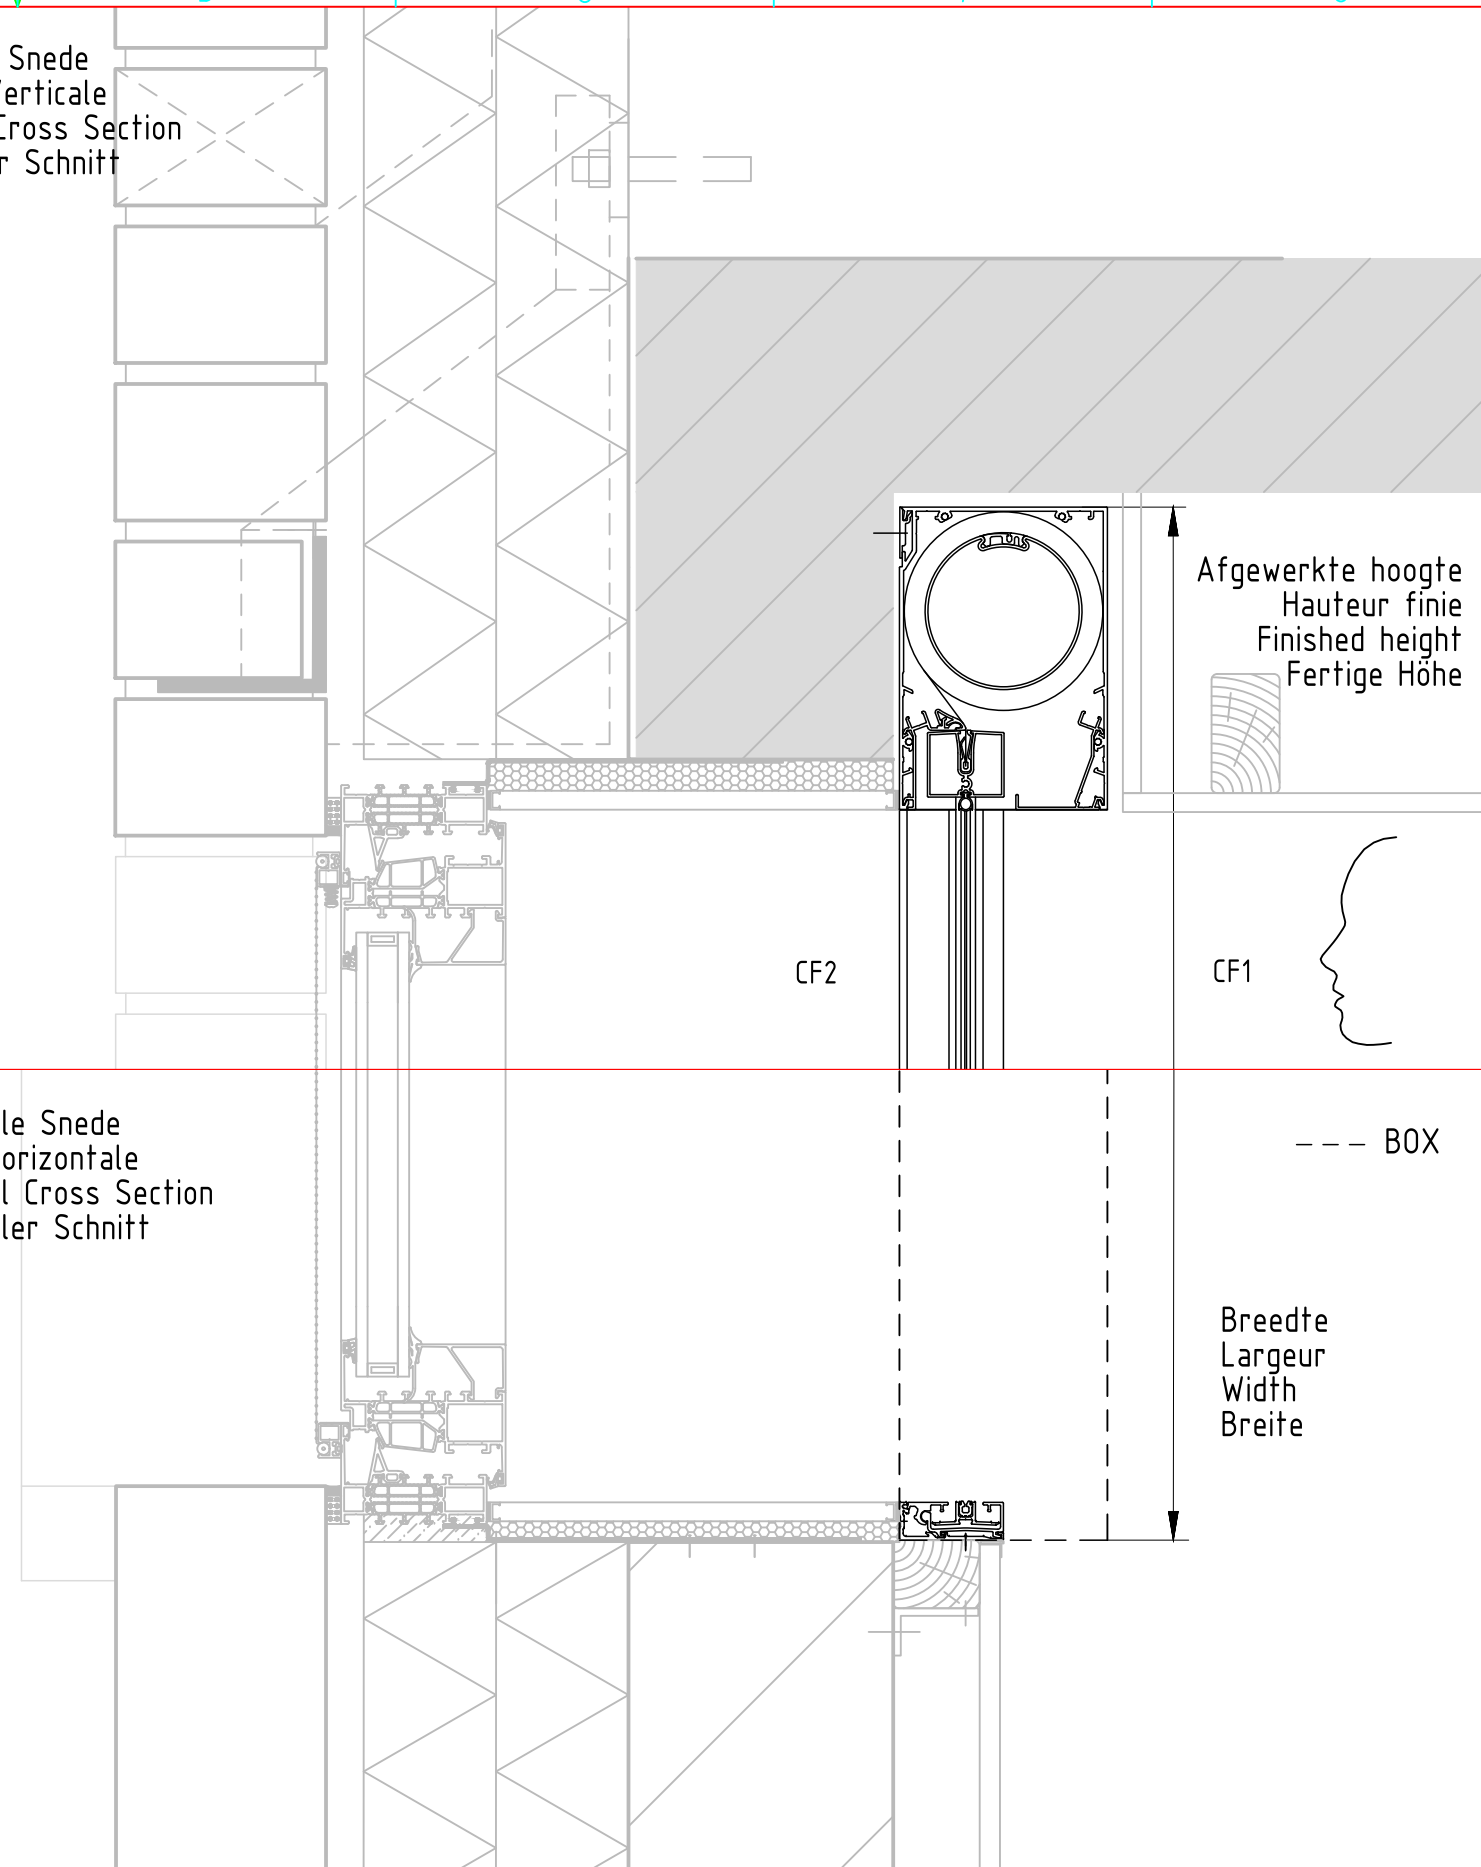 Snede
Verticale
Cross Section
r Schnitt
Afgewerkte hoogte
Hauteur finie
Finished height
Fertige Höhe
CF2
CF1
le Snede
orizontale
l Cross Section
ler Schnitt
BOX
Breedte
Largeur
Width
Breite